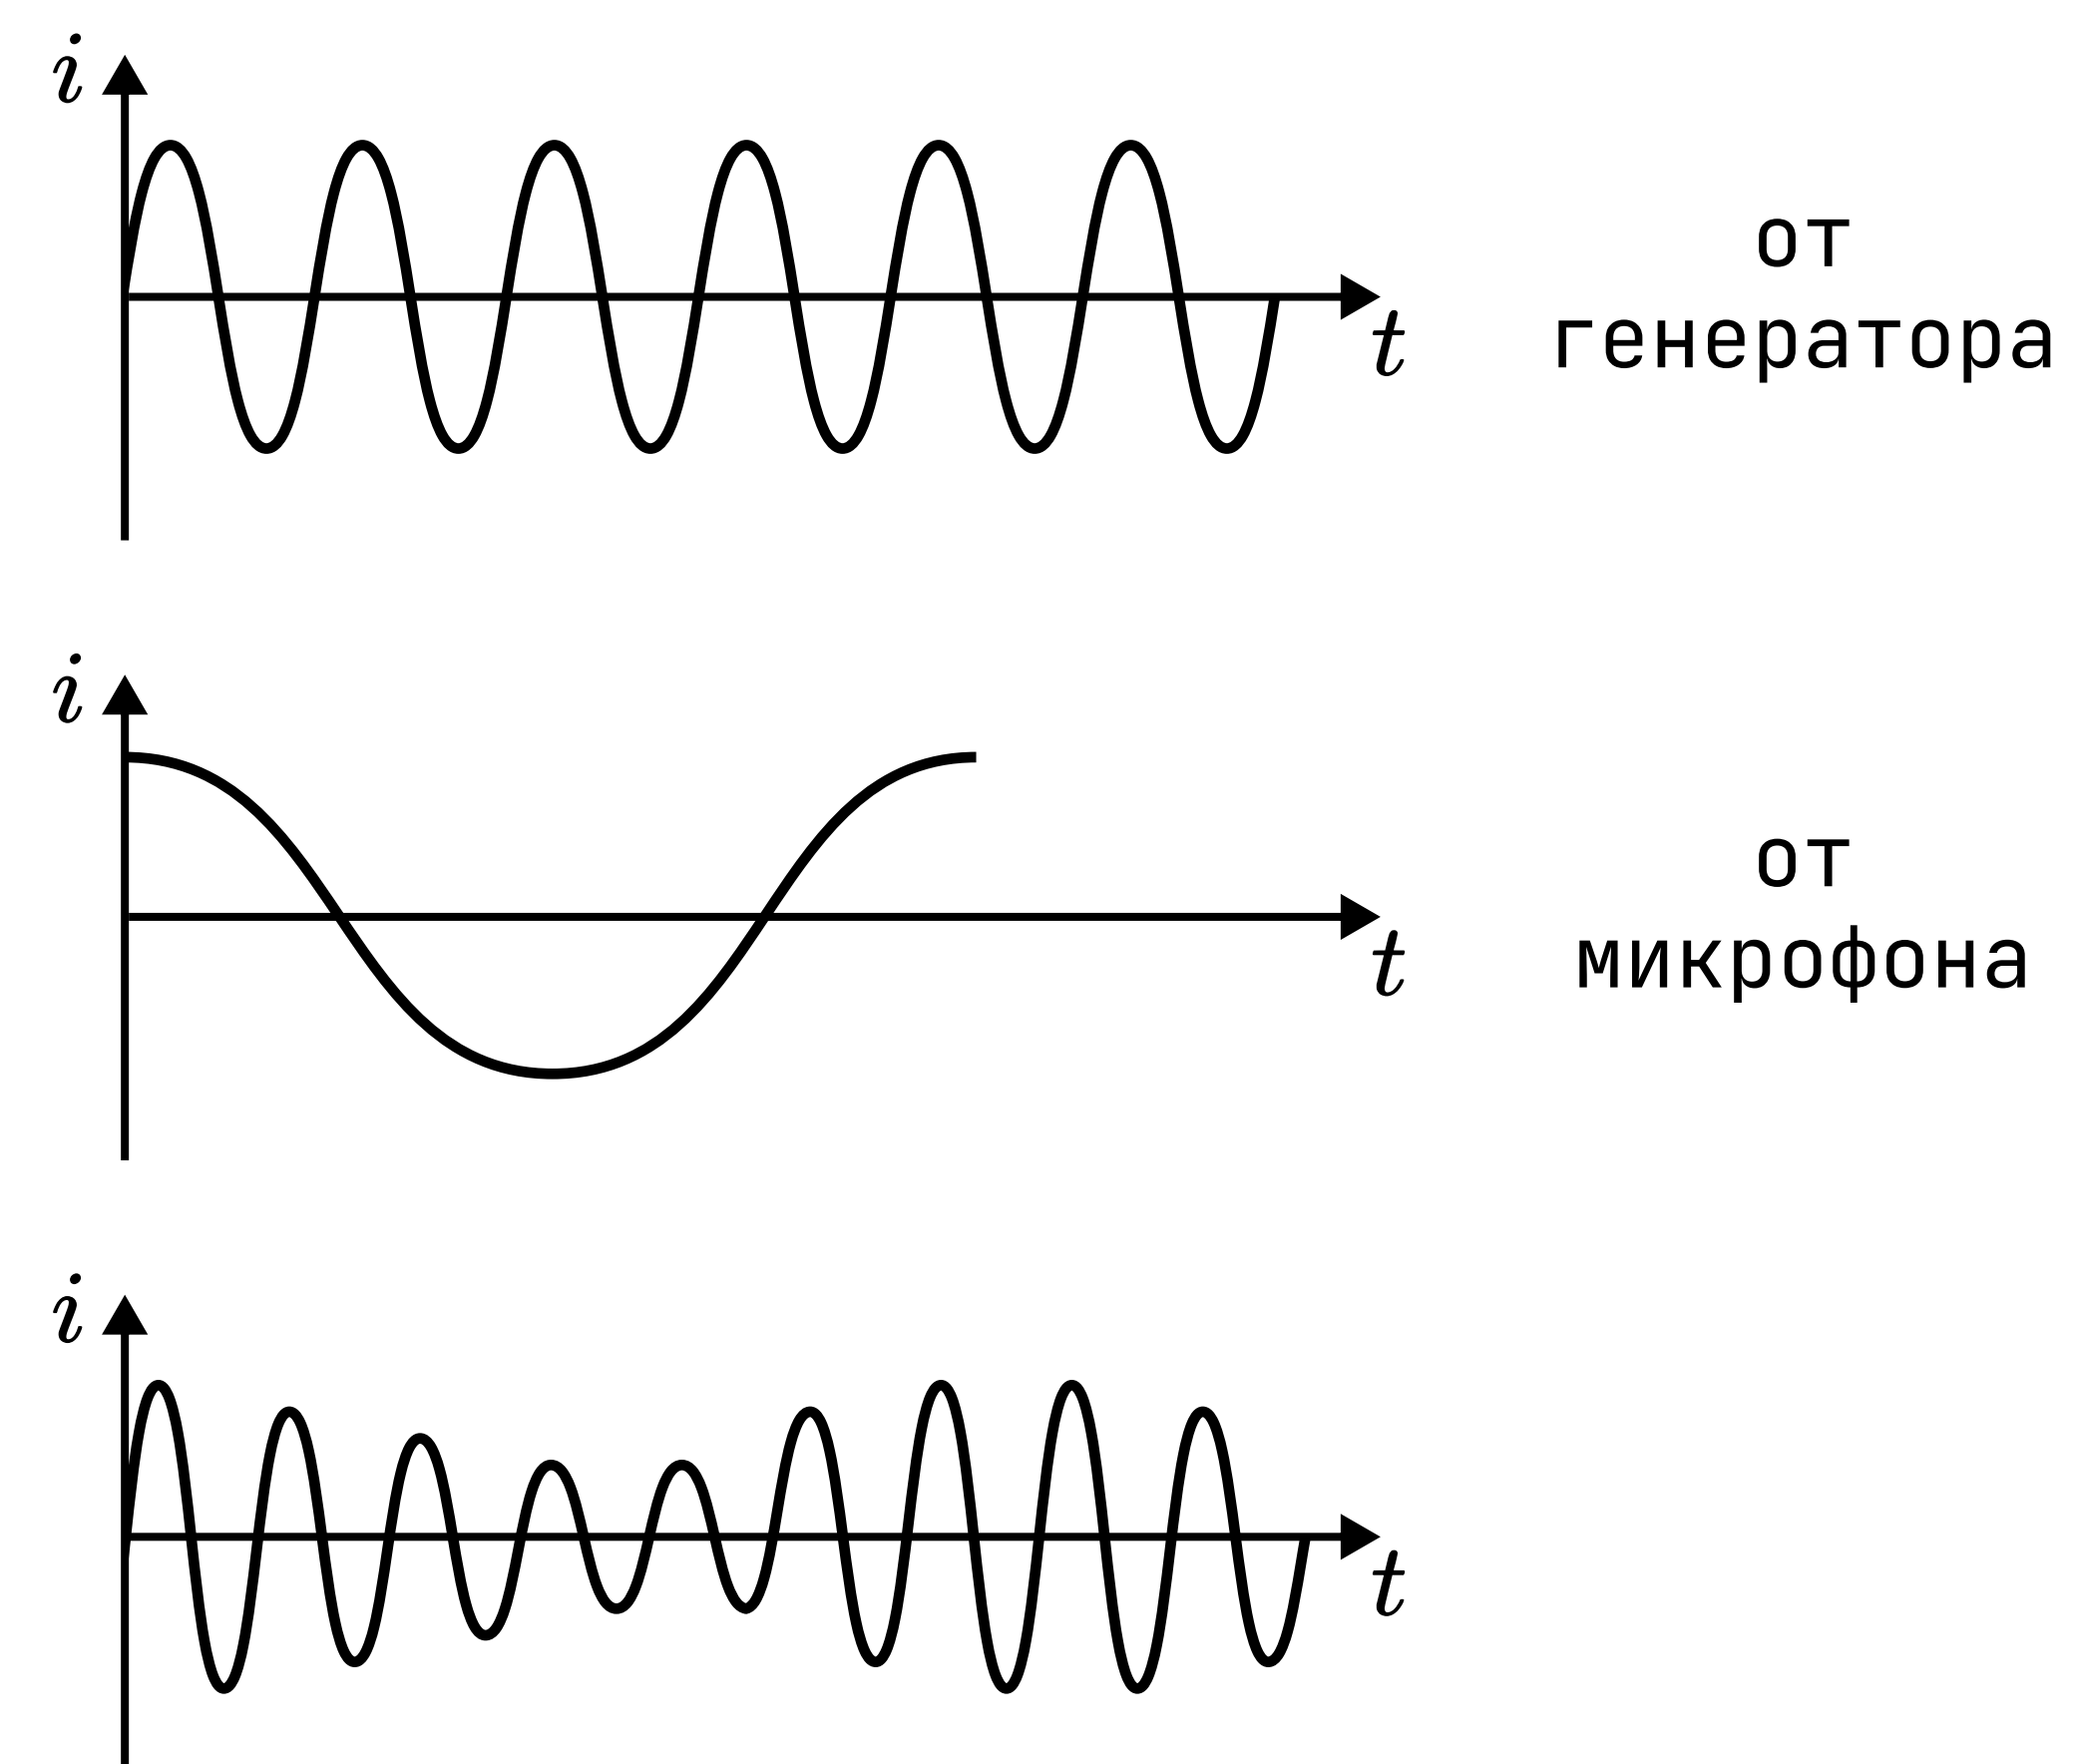 i
t
от
генератора
i
t
от
микрофона
i
t